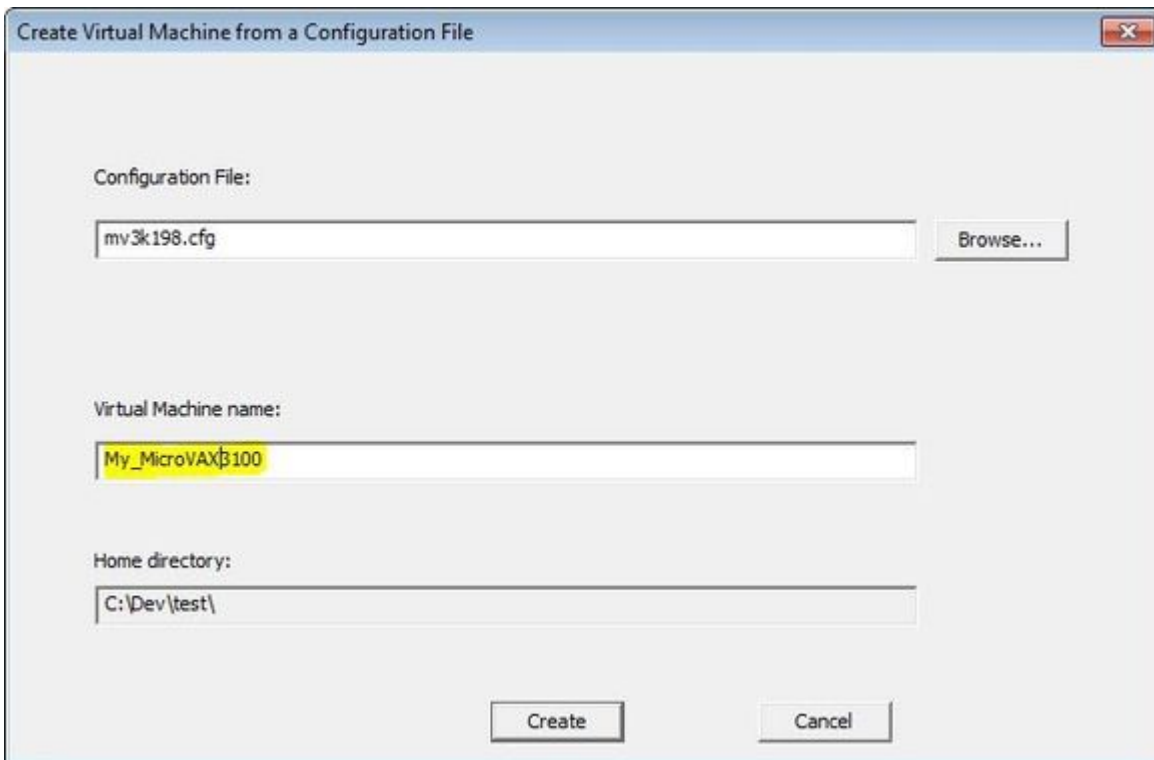 Create Virtual Machine from a Configuration File
Configuration File:
mv3k198.cfg
Browse...
Virtual Machine name:
My_MicroVAX3100
Home directory:
C:\Dev\test\
Create Cancel